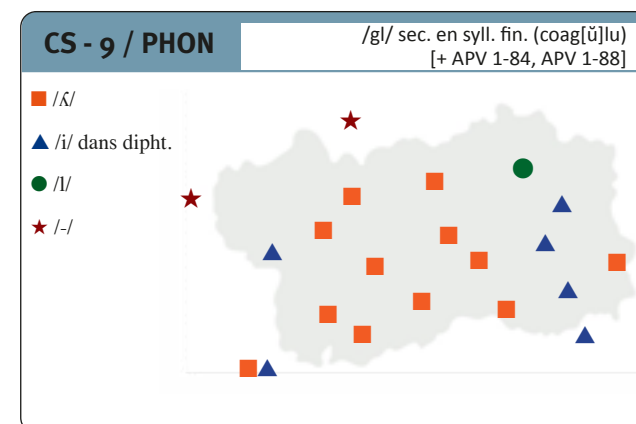 CS - 9 / PHON
/gl/ sec. en syll. fin. (coag[ŭ]lu)
[+ APV 1-84, APV 1-88]
/ʎ/
/i/ dans dipht.
/l/
/-/